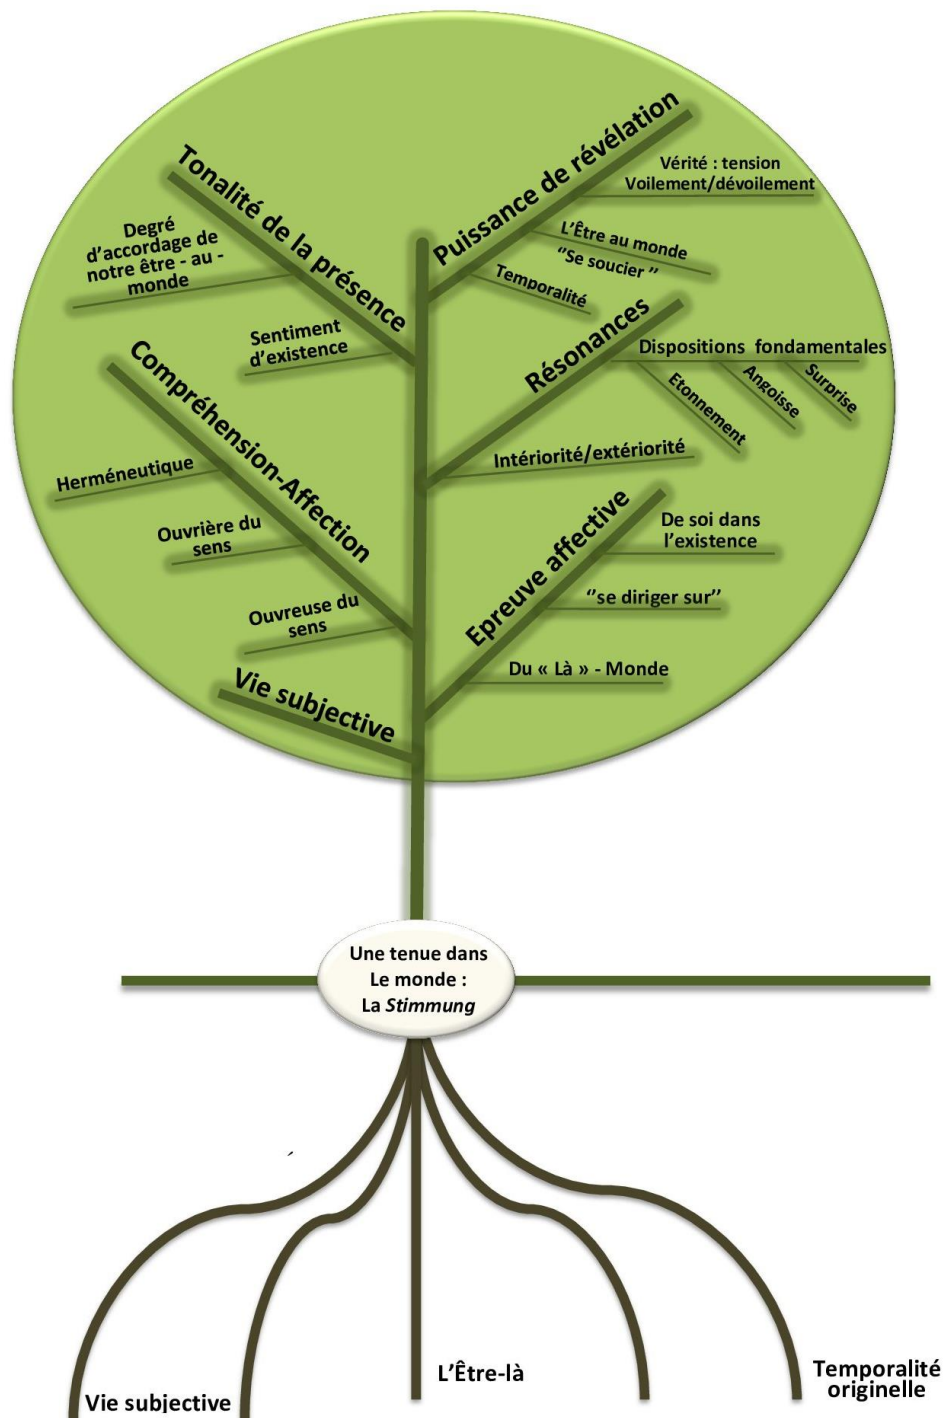 Puissance de révélation
Vérité : tension
Voilement/dévoilement
L’Être au monde
‘’Se soucier ’’
Temporalité
Tonalité de la présence
Degré
d’accordage de
notre être - au -
monde
Sentiment
d’existence
Résonances
Dispositions fondamentales
Etonnement
Angoisse
Surprise
Intériorité/extériorité
Compréhension-Affection
Herméneutique
Ouvrière du
sens
Ouvreuse du
sens
Epreuve affective
De soi dans
l’existence
‘’se diriger sur’’
Du « Là » - Monde
Vie subjective
Une tenue dans
Le monde :
La Stimmung
Vie subjective
L’Être-là
Temporalité
originelle